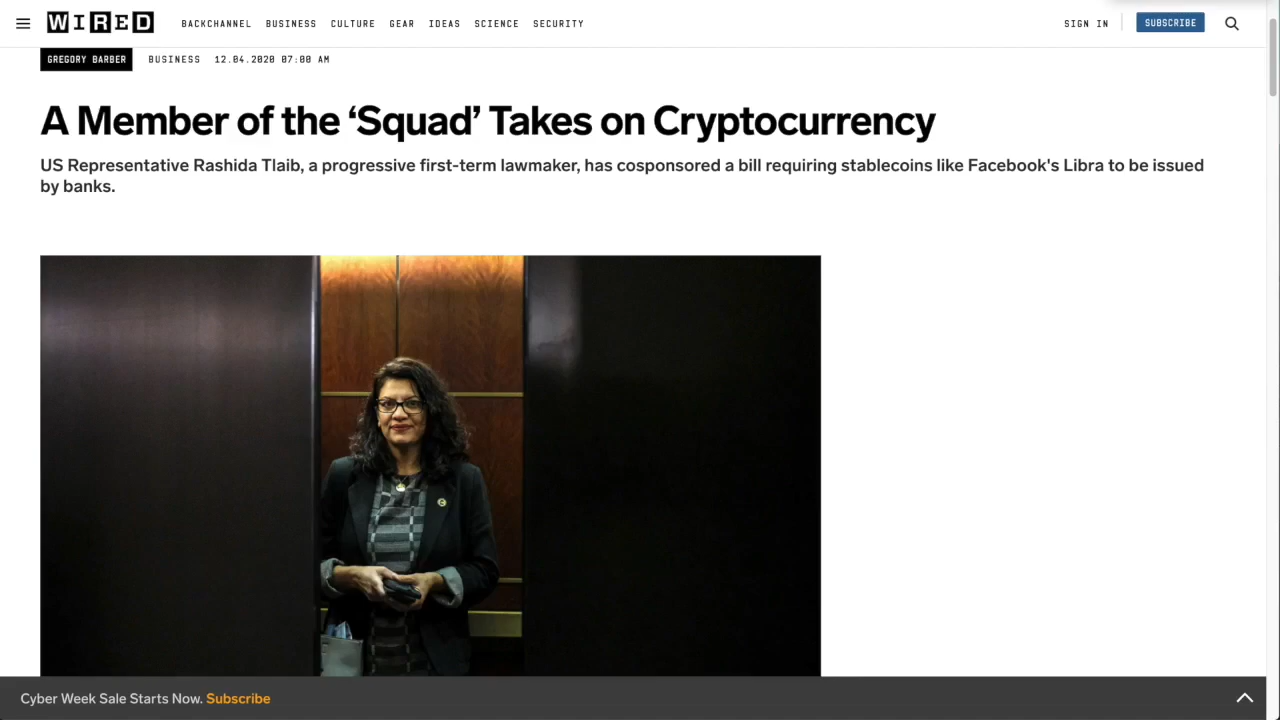 WIRED BACKCHANNEL BUSINESS CULTURE GEAR IDEAS SCIENCE SECURITY SIGN IN SUBSCRIBE
GREGORY BARBER BUSINESS 12.04.2020 07:00 AM
A Member of the ‘Squad’ Takes on Cryptocurrency
US Representative Rashida Tlaib, a progressive first-term lawmaker, has cosponsored a bill requiring stablecoins like Facebook's Libra to be issued
by banks.
Cyber Week Sale Starts Now. Subscribe